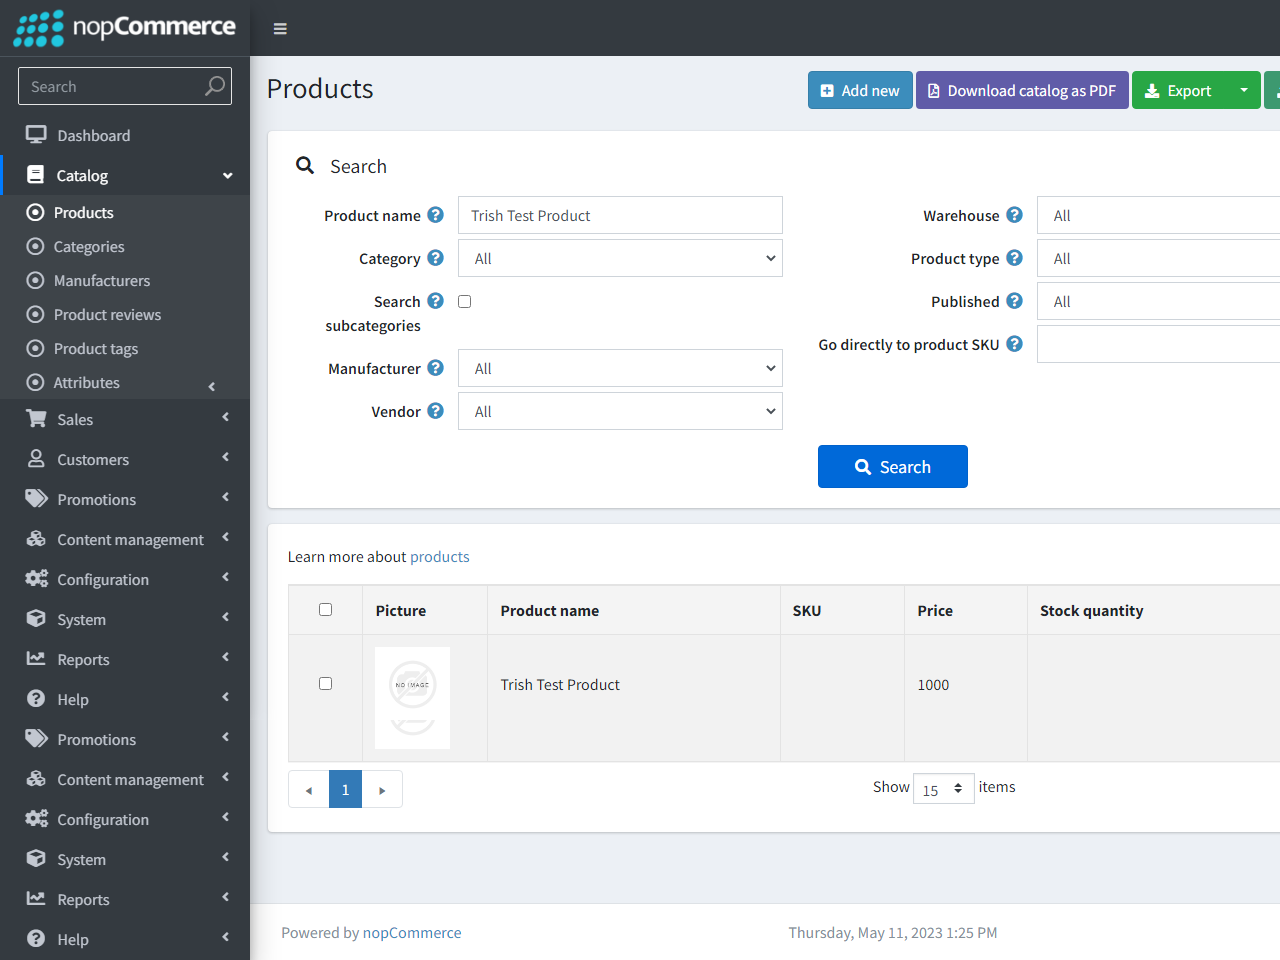 nopCommerce
Search
Dashboard
Catalog
Products
Categories
Manufacturers
Product reviews
Product tags
Attributes
Sales
Customers
Promotions
Content management
Configuration
System
Reports
Help
Promotions
Content management
Configuration
System
Reports
Help
Products
Add new
Download catalog as PDF
Export
Search
Product name ? Trish Test Product
Category ? All
Search ?
subcategories
Manufacturer ? All
Vendor ? All
Warehouse ? All
Product type ? All
Published ? All
Go directly to product SKU ?
Search
Learn more about products
Picture Product name SKU Price Stock quantity
NO IMAGE Trish Test Product 1000
1
Show 15 items
Powered by nopCommerce
Thursday, May 11, 2023 1:25 PM